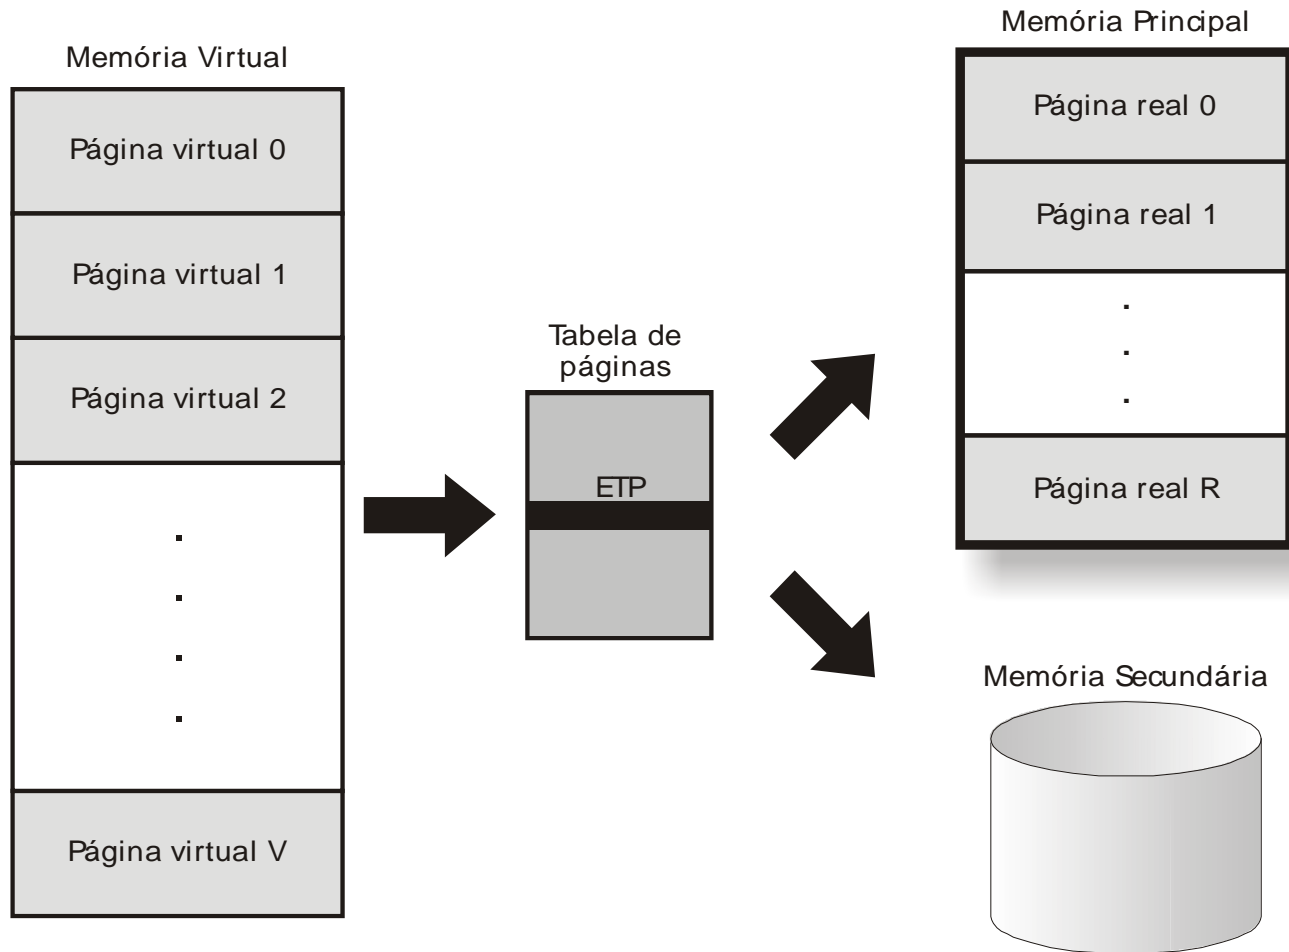 Memória Virtual
Página virtual 0
Página virtual 1
Página virtual 2
.
.
.
.
Página virtual V
Tabela de
páginas
ETP
Memória Principal
Página real 0
Página real 1
.
.
.
Página real R
Memória Secundária